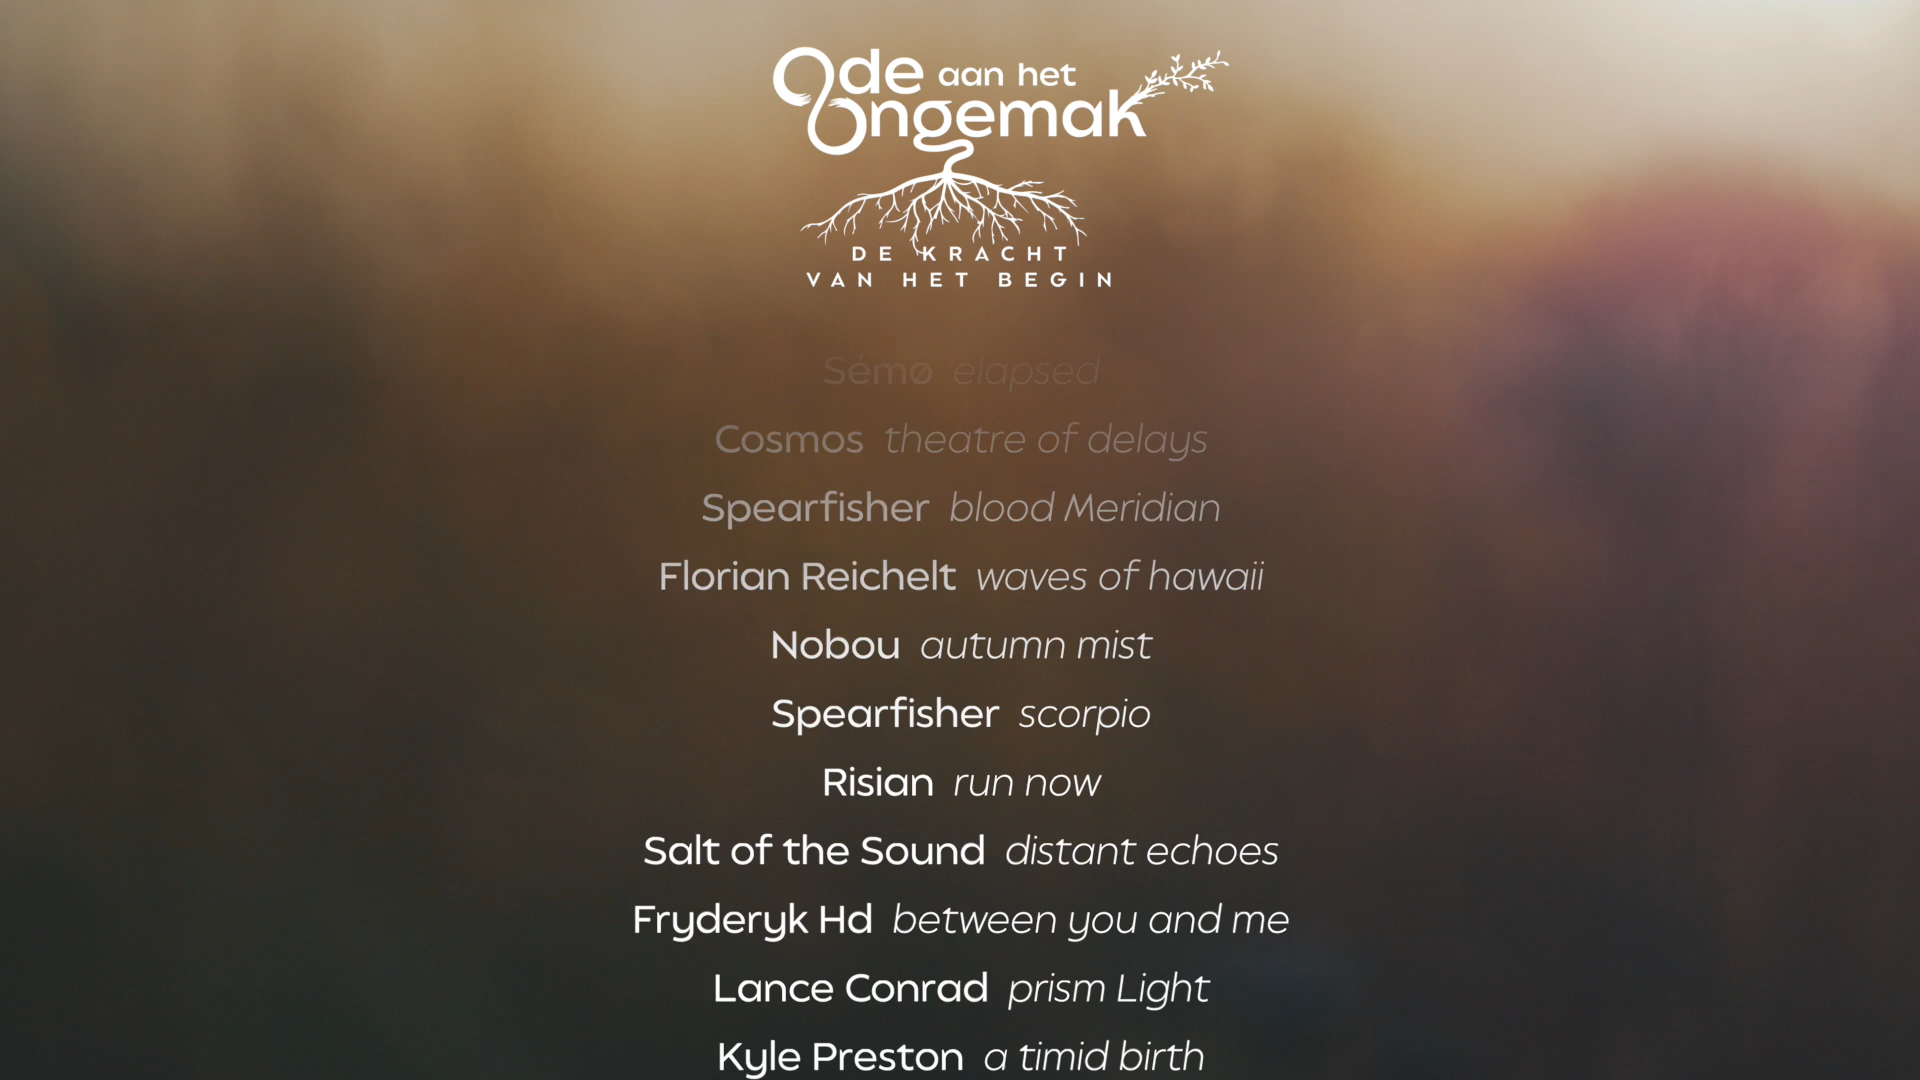 Ode aan het
Ongemak
DE KRACHT
VAN HET BEGIN
Sémø elapsed
Cosmos theatre of delays
Spearfisher blood Meridian
Florian Reichelt waves of hawaii
Nobou autumn mist
Spearfisher scorpio
Risian run now
Salt of the Sound distant echoes
Fryderyk Hd between you and me
Lance Conrad prism Light
Kyle Preston a timid birth